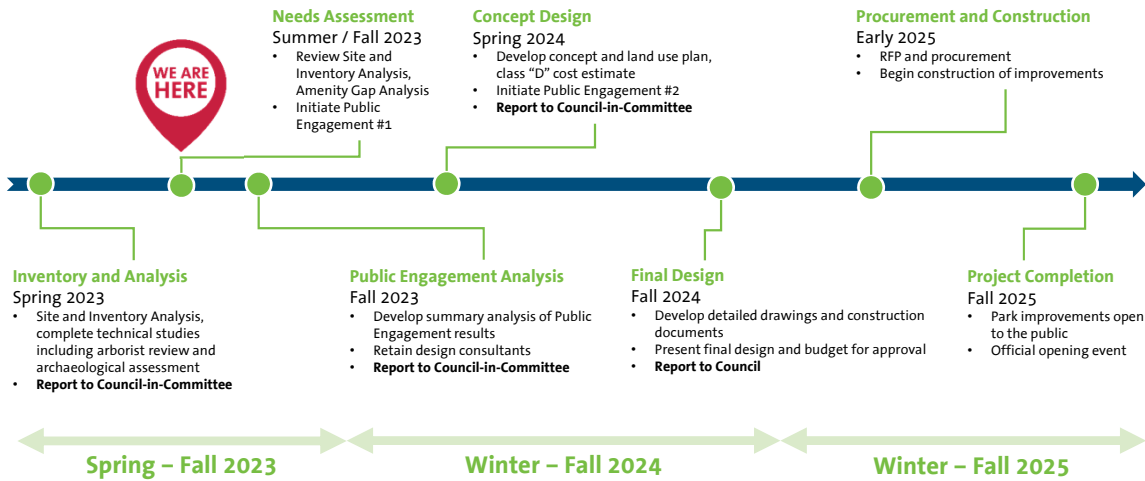 Needs Assessment
Summer / Fall 2023
• Review Site and
Inventory Analysis,
Amenity Gap Analysis
• Initiate Public
Engagement #1
Concept Design
Spring 2024
• Develop concept and land use plan,
class “D” cost estimate
• Initiate Public Engagement #2
• Report to Council-in-Committee
Procurement and Construction
Early 2025
• RFP and procurement
• Begin construction of improvements
WE ARE
HERE
Inventory and Analysis
Spring 2023
• Site and Inventory Analysis,
complete technical studies
including arborist review and
archaeological assessment
• Report to Council-in-Committee
Public Engagement Analysis
Fall 2023
• Develop summary analysis of Public
Engagement results
• Retain design consultants
• Report to Council-in-Committee
Final Design
Fall 2024
• Develop detailed drawings and construction
documents
• Present final design and budget for approval
• Report to Council
Project Completion
Fall 2025
• Park improvements open
to the public
• Official opening event
Spring – Fall 2023
Winter – Fall 2024
Winter – Fall 2025